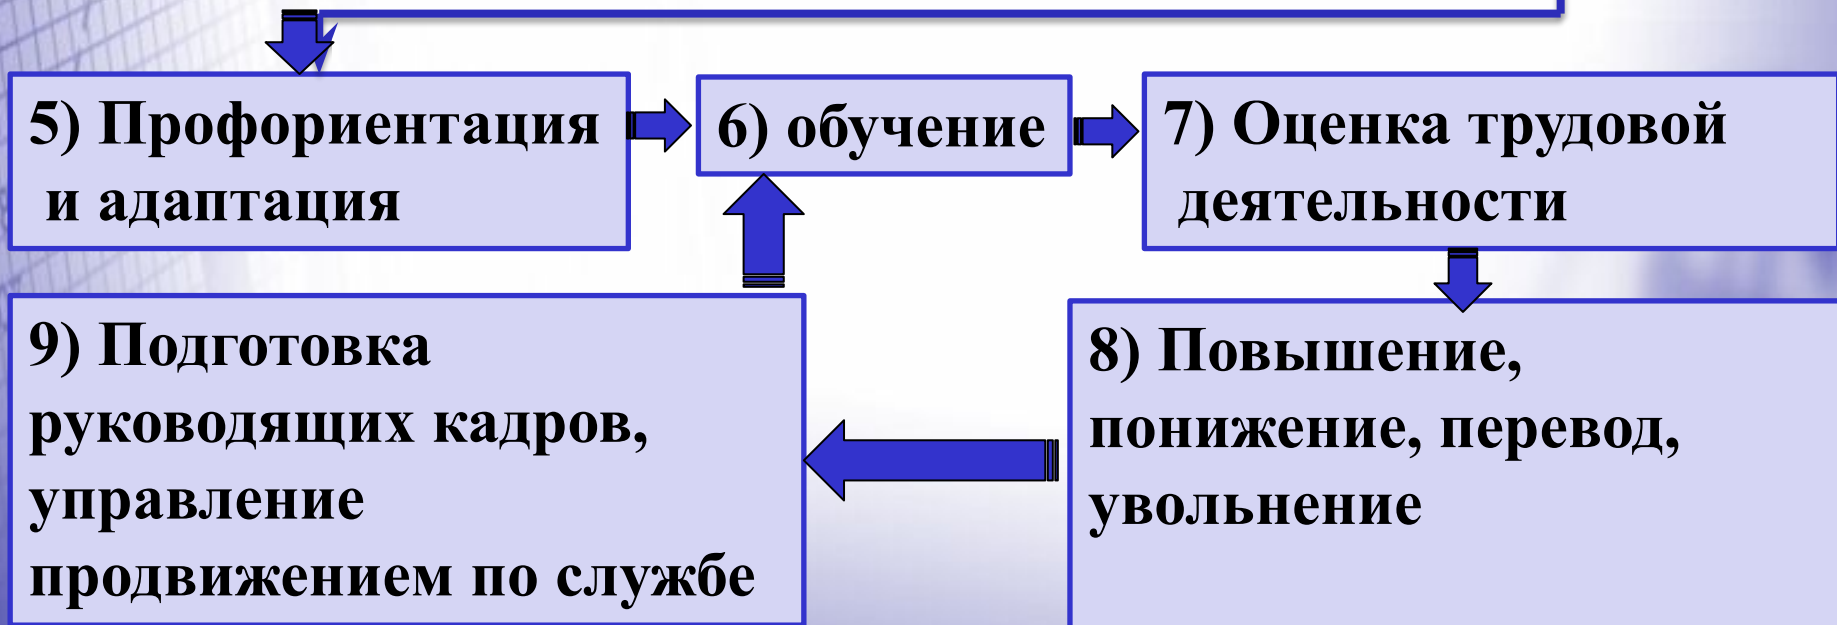 5) Профориентация
и адаптация
6) обучение
7) Оценка трудовой
деятельности
8) Повышение,
понижение, перевод,
увольнение
9) Подготовка
руководящих кадров,
управление
продвижением по службе